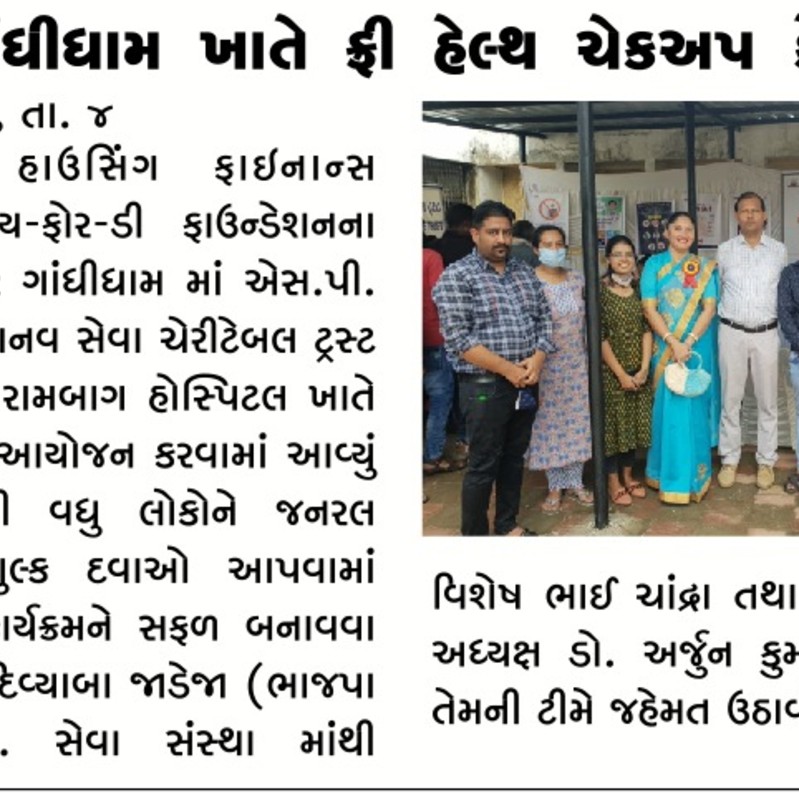 ંધીધામ ખાતે ફ્રી હેલ્થ ચેકઅપ
, તા. ૪
હાઉસિંગ ફાઈનાન્સ
ચ-ફોર-ડી ફાઉન્ડેશનના
ગાંધીધામ માં એસ.પી.
ાનવ સેવા ચેરીટેબલ ટ્રસ્ટ
રામબાગ હોસ્પિટલ ખાતે
આયોજન કરવામાં આવ્યું
ી વધુ લોકોને જનરલ
ુલ્ક દવાઓ આપવામાં
ાર્યક્રમને સફળ બનાવવા
દિવ્યાબા જાડેજા (ભાજપા
. સેવા સંસ્થા માંથી
વિશેષ ભાઈ ચાંદ્રા તથા
અધ્યક્ષ ડો. અર્જુન કુમ
તેમની ટીમે જહેમત ઉઠાવ